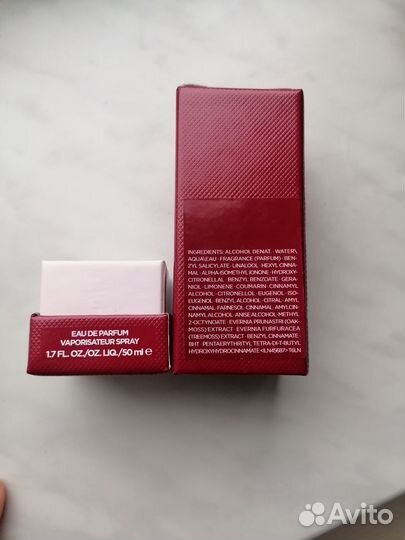 INGREDIENTS: ALCOHOL DENAT · WATER\
AQUA\EAU · FRAGRANCE (PARFUM) · BEN-
ZYL SALICYLATE · LINALOOL · HEXYL CINNA-
MAL · ALPHA-ISOMETHYL IONONE · HYDROXY-
CITRONELLAL · BENZYL BENZOATE · GERA-
NIOL · LIMONENE · COUMARIN · CINNAMYL
ALCOHOL · CITRONELLOL · EUGENOL · ISO-
EUGENOL · BENZYL ALCOHOL · CITRAL · AMYL
CINNAMAL · FARNESOL · CINNAMAL · AMYLCIN-
NAMYL ALCOHOL · ANISE ALCOHOL · METHYL
2-OCTYNOATE · EVERNIA PRUNASTRI (OAK-
MOSS) EXTRACT · EVERNIA FURFURACEA
(TREEMOSS) EXTRACT · BENZYL CINNAMATE ·
BHT · PENTAERYTHRITYL TETRA-DI-T-BUTYL
HYDROXYHYDROCINNAMATE <ILN45687> T6LN
EAU DE PARFUM
VAPORISATEUR SPRAY
1.7 FL. OZ./OZ. LIQ./50 ml e
Avito